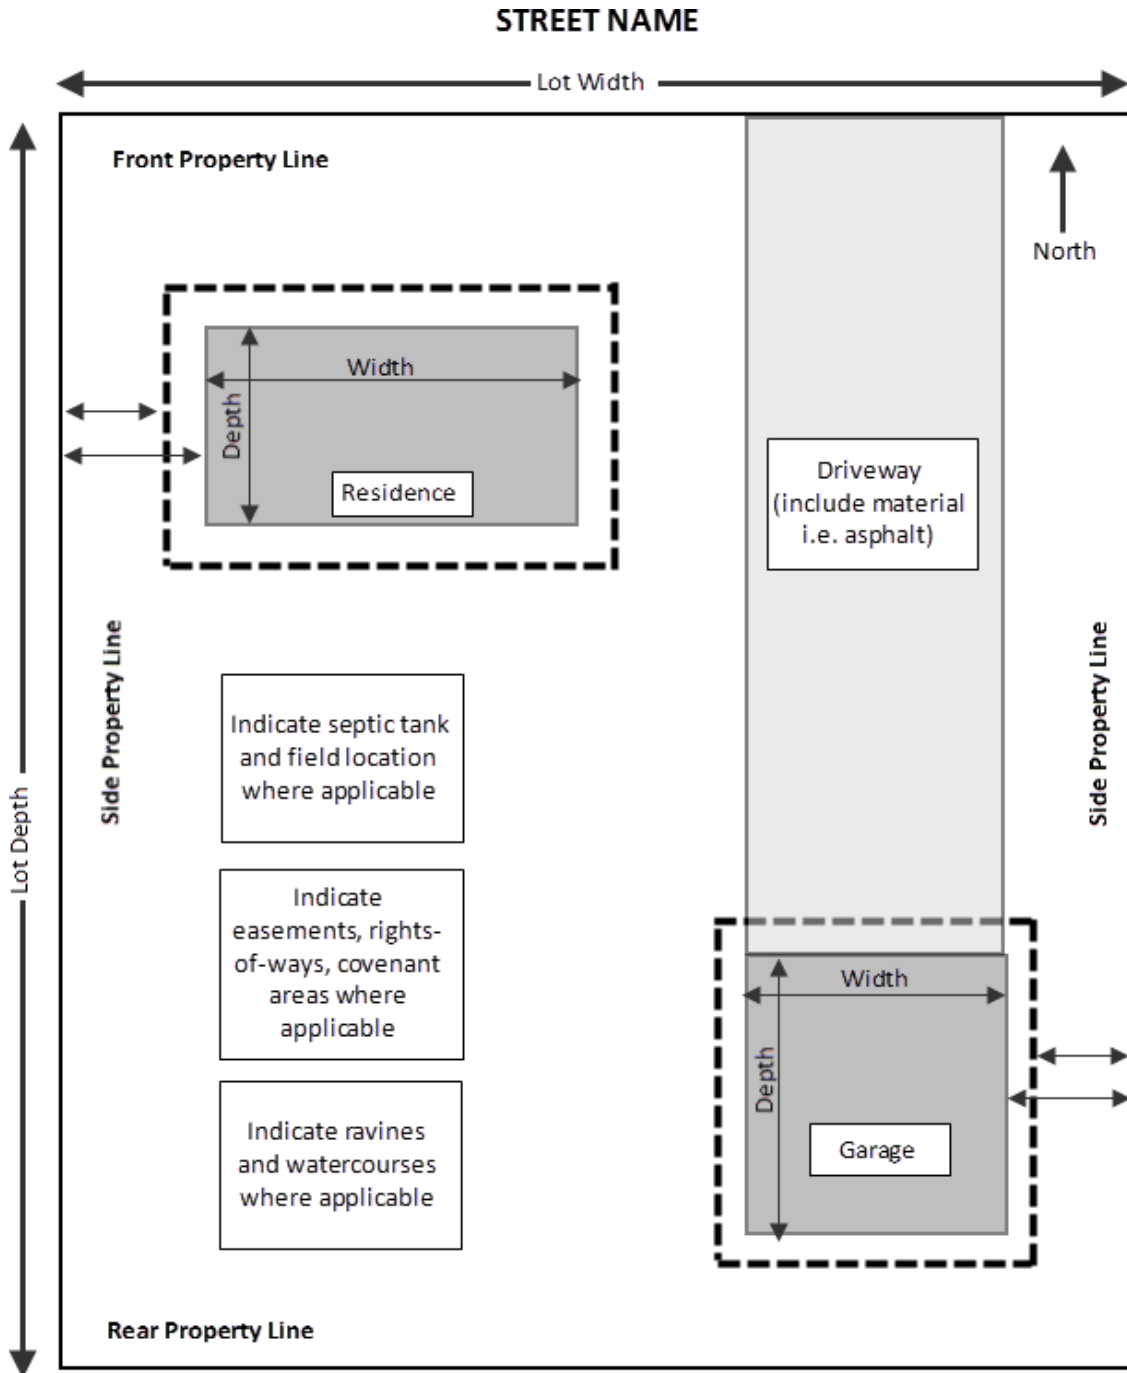 STREET NAME
Lot Width
Front Property Line
North
Width
Depth
Residence
Driveway
(include material
i.e. asphalt)
Side Property Line
Side Property Line
Lot Depth
Indicate septic tank
and field location
where applicable
Indicate
easements, rights-
of-ways, covenant
areas where
applicable
Width
Depth
Garage
Indicate ravines
and watercourses
where applicable
Rear Property Line